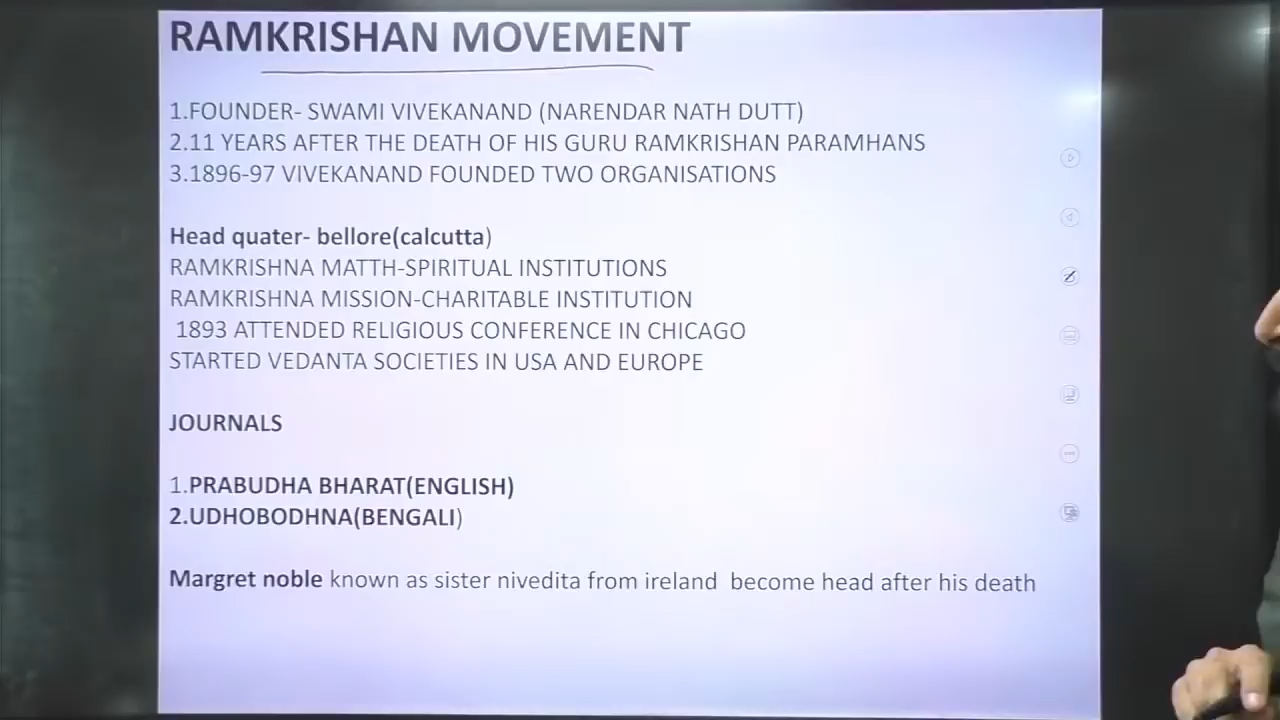 RAMKRISHAN MOVEMENT
1.FOUNDER- SWAMI VIVEKANAND (NARENDAR NATH DUTT)
2.11 YEARS AFTER THE DEATH OF HIS GURU RAMKRISHAN PARAMHANS
3.1896-97 VIVEKANAND FOUNDED TWO ORGANISATIONS
Head quater- bellore(calcutta)
RAMKRISHNA MATTH-SPIRITUAL INSTITUTIONS
RAMKRISHNA MISSION-CHARITABLE INSTITUTION
1893 ATTENDED RELIGIOUS CONFERENCE IN CHICAGO
STARTED VEDANTA SOCIETIES IN USA AND EUROPE
JOURNALS
1.PRABUDHA BHARAT(ENGLISH)
2.UDHOBODHNA(BENGALI)
Margret noble known as sister nivedita from ireland become head after his death